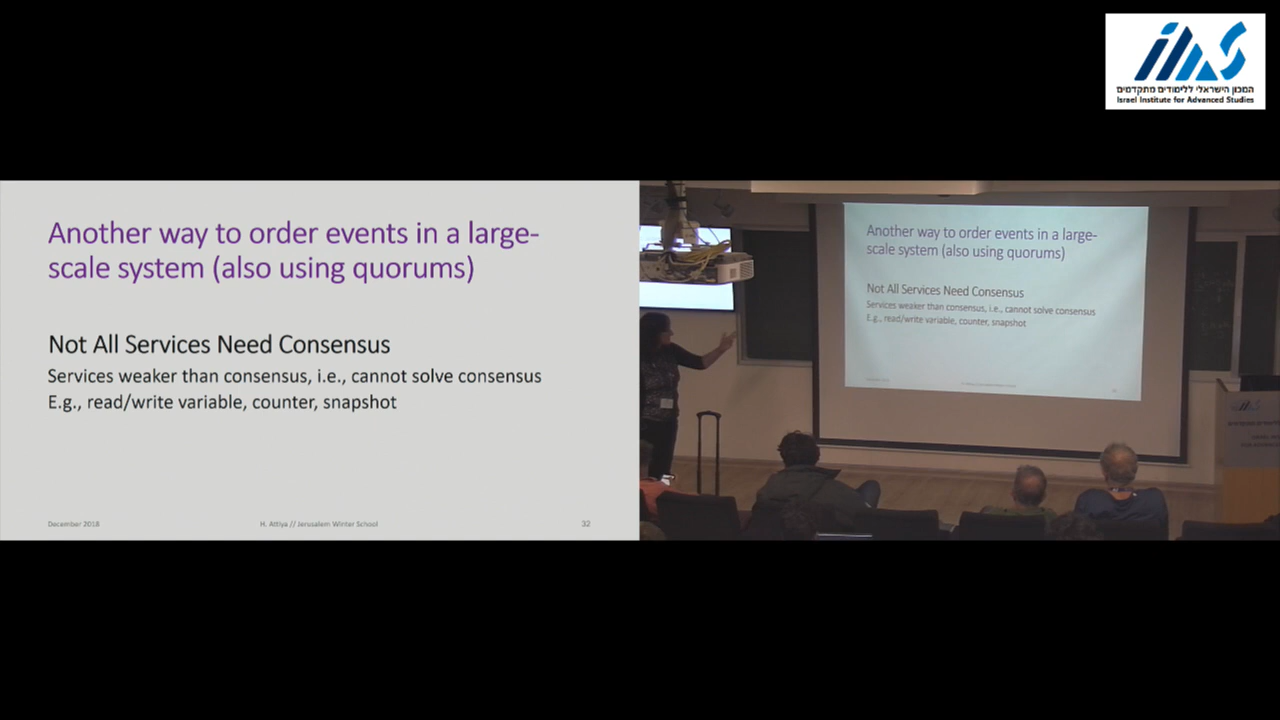 המכון הישראלי ללימודים מתקדמים
Israel Institute for Advanced Studies
Another way to order events in a large-
scale system (also using quorums)
Not All Services Need Consensus
Services weaker than consensus, i.e., cannot solve consensus
E.g., read/write variable, counter, snapshot
December 2018
H. Attiya // Jerusalem Winter School
32
Another way to order events in a large-
scale system (also using quorums)
Not All Services Need Consensus
Services weaker than consensus, i.e., cannot solve consensus
E.g., read/write variable, counter, snapshot